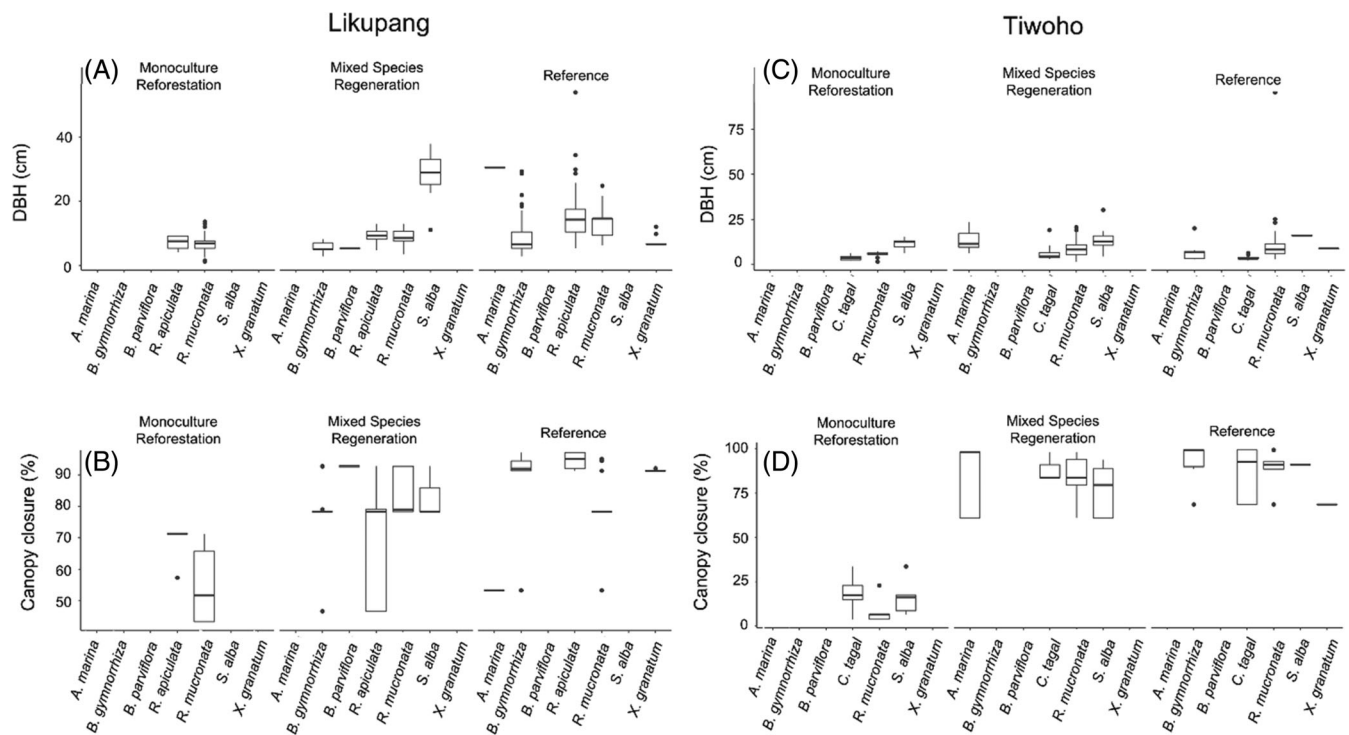 Likupang
Tiwoho
(A)
Monoculture
Reforestation
Mixed Species
Regeneration
Reference
DBH (cm)
40
20
0
A. marina
B. gymnorrhiza
B. parviflora
R. apiculata
R. mucronata
S. alba
X. granatum
A. marina
B. gymnorrhiza
B. parviflora
R. apiculata
R. mucronata
S. alba
X. granatum
A. marina
B. gymnorrhiza
B. parviflora
R. apiculata
R. mucronata
S. alba
X. granatum
(C)
Monoculture
Reforestation
Mixed Species
Regeneration
Reference
DBH (cm)
75
50
25
0
A. marina
B. gymnorrhiza
B. parviflora
C. tagal
R. mucronata
S. alba
X. granatum
A. marina
B. gymnorrhiza
B. parviflora
C. tagal
R. mucronata
S. alba
X. granatum
A. marina
B. gymnorrhiza
B. parviflora
C. tagal
R. mucronata
S. alba
X. granatum
(B)
Monoculture
Reforestation
Mixed Species
Regeneration
Reference
Canopy closure (%)
90
80
70
60
50
A. marina
B. gymnorrhiza
B. parviflora
R. apiculata
R. mucronata
S. alba
X. granatum
A. marina
B. gymnorrhiza
B. parviflora
R. apiculata
R. mucronata
S. alba
X. granatum
A. marina
B. gymnorrhiza
B. parviflora
R. apiculata
R. mucronata
S. alba
X. granatum
(D)
Monoculture
Reforestation
Mixed Species
Regeneration
Reference
Canopy closure (%)
100
75
50
25
0
A. marina
B. gymnorrhiza
B. parviflora
C. tagal
R. mucronata
S. alba
X. granatum
A. marina
B. gymnorrhiza
B. parviflora
C. tagal
R. mucronata
S. alba
X. granatum
A. marina
B. gymnorrhiza
B. parviflora
C. tagal
R. mucronata
S. alba
X. granatum